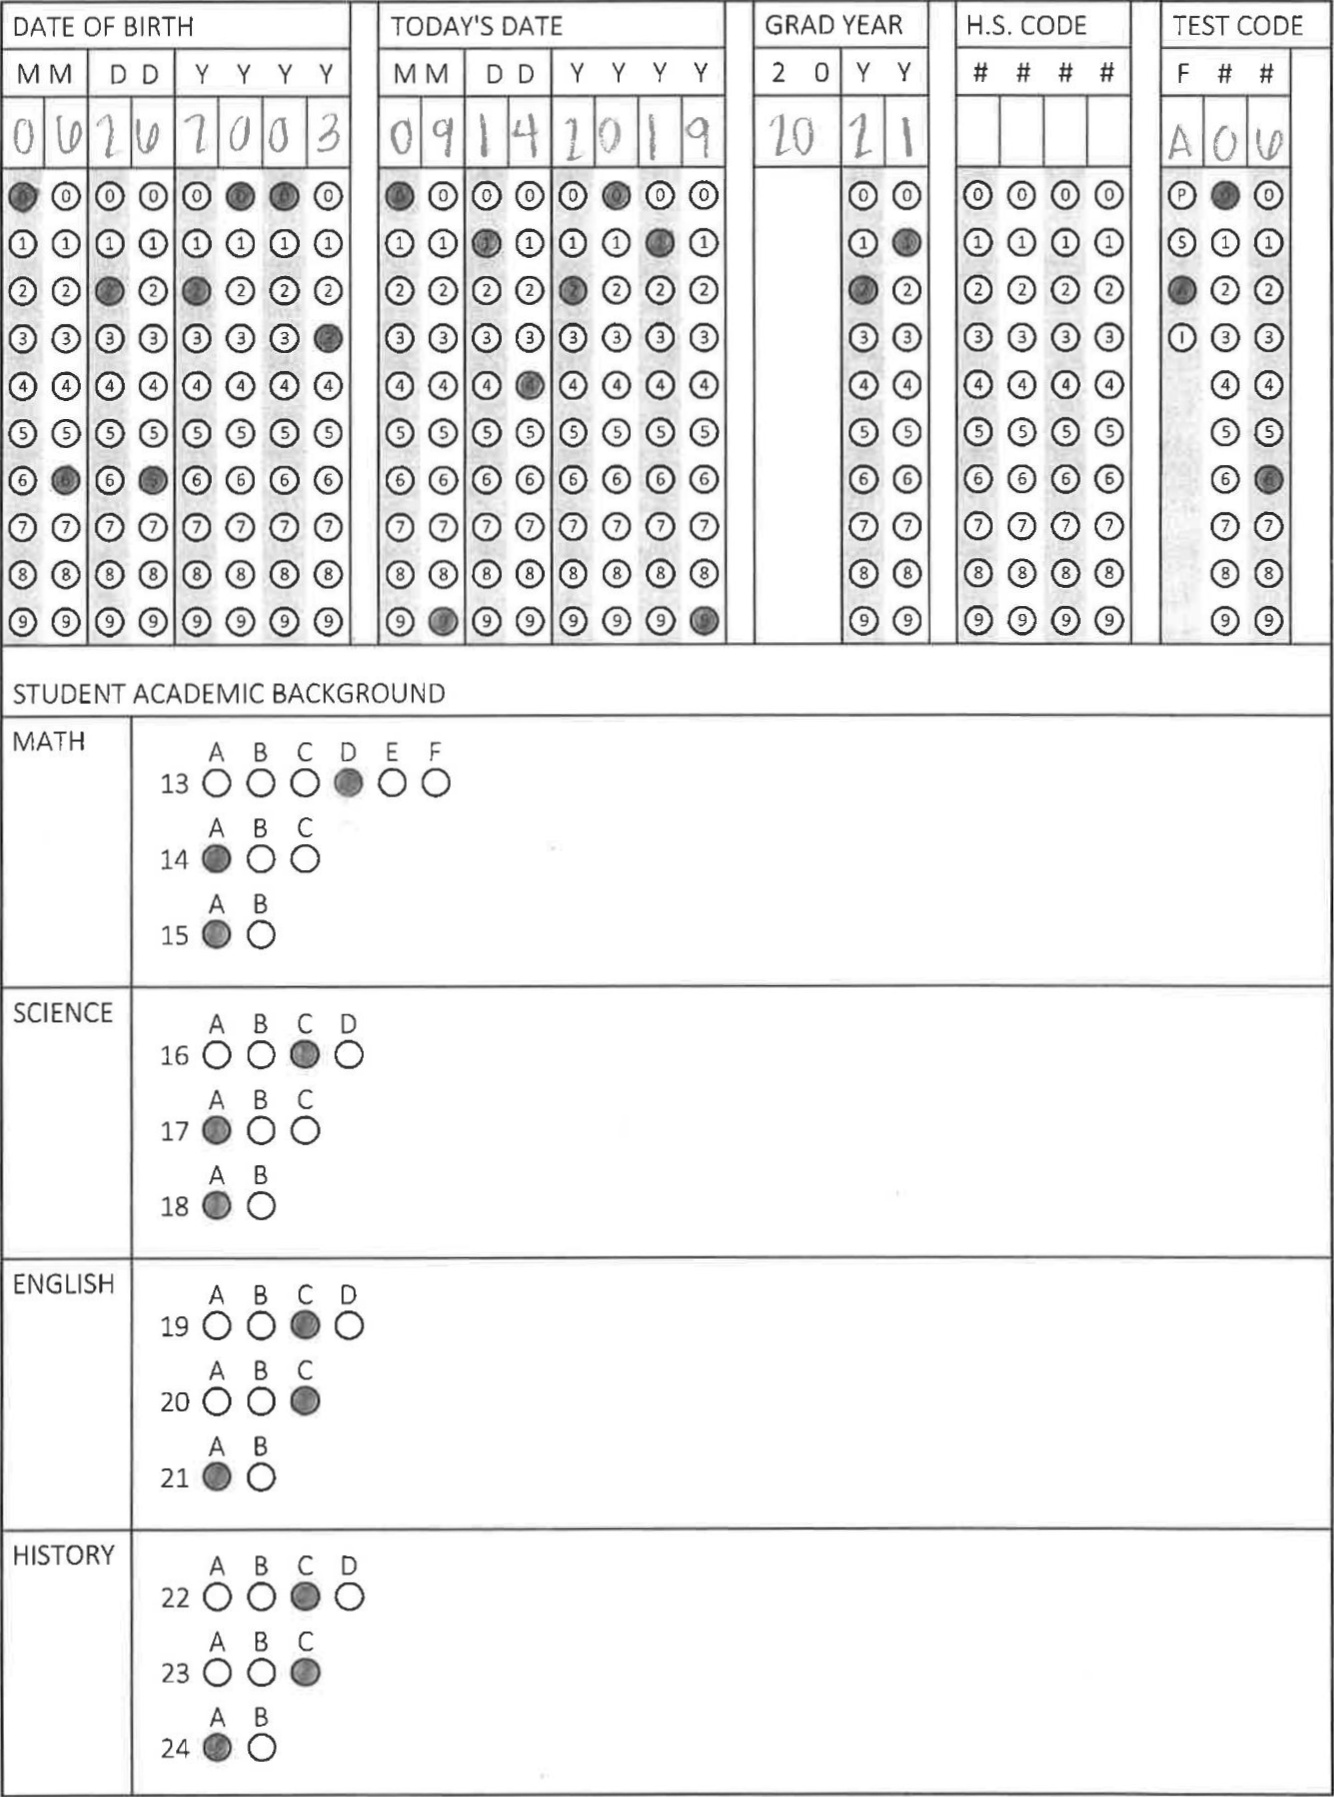 DATE OF BIRTH TODAY'S DATE GRAD YEAR H.S. CODE TEST CODE
M M D D Y Y Y Y M M D D Y Y Y Y 2 0 Y Y # # # # F # #
0 6 2 6 2 0 0 3 0 9 1 4 2 0 1 9 20 2 1 A 0 6
0 0 0 0 0 0 0 0 0 0 0 0 0 0 0 0 0 0 0 0 0 0 P 0 0
1 1 1 1 1 1 1 1 1 1 1 1 1 1 1 1 1 1 1 1 1 1 S 1 1
2 2 2 2 2 2 2 2 2 2 2 2 2 2 2 2 2 2 2 2 2 2 A 2 2
3 3 3 3 3 3 3 3 3 3 3 3 3 3 3 3 3 3 3 3 3 3 I 3 3
4 4 4 4 4 4 4 4 4 4 4 4 4 4 4 4 4 4 4 4 4 4 4 4
5 5 5 5 5 5 5 5 5 5 5 5 5 5 5 5 5 5 5 5 5 5 5 5
6 6 6 6 6 6 6 6 6 6 6 6 6 6 6 6 6 6 6 6 6 6 6 6
7 7 7 7 7 7 7 7 7 7 7 7 7 7 7 7 7 7 7 7 7 7 7 7
8 8 8 8 8 8 8 8 8 8 8 8 8 8 8 8 8 8 8 8 8 8 8 8
9 9 9 9 9 9 9 9 9 9 9 9 9 9 9 9 9 9 9 9 9 9 9 9
STUDENT ACADEMIC BACKGROUND
MATH
A B C D E F
13
A B C
14
A B
15
SCIENCE
A B C D
16
A B C
17
A B
18
ENGLISH
A B C D
19
A B C
20
A B
21
HISTORY
A B C D
22
A B C
23
A B
24